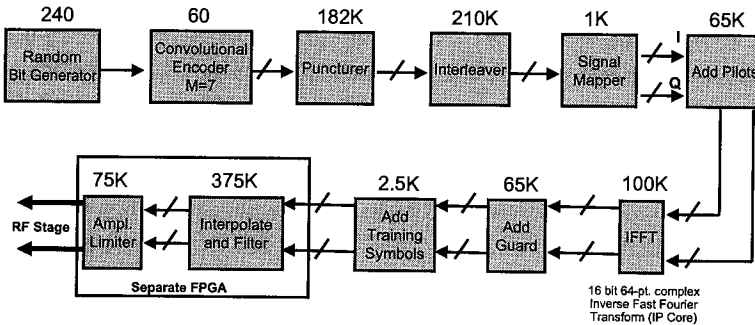 240
60
182K
210K
1K
65K
Random
Bit Generator
Convolutional
Encoder
M=7
Puncturer
Interleaver
Signal
Mapper
I
Q
Add Pilots
75K
375K
2.5K
65K
100K
RF Stage
Ampl.
Limiter
Interpolate
and Filter
Add
Training
Symbols
Add
Guard
IFFT
Separate FPGA
16 bit 64-pt. complex
Inverse Fast Fourier
Transform (IP Core)